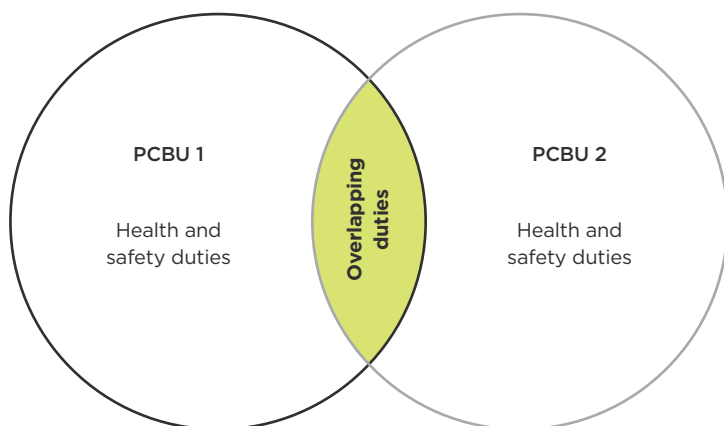 PCBU 1
Health and
safety duties
Overlapping
duties
PCBU 2
Health and
safety duties